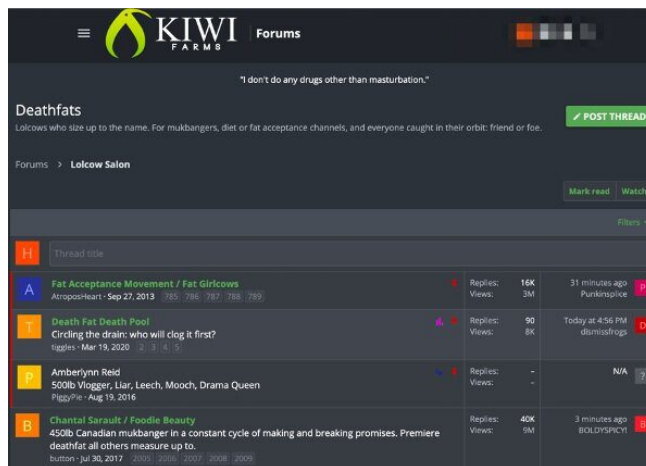 KIWI
FARMS
Forums
"I don't do any drugs other than masturbation."
Deathfats
Lolcows who size up to the name. For mukbangers, diet or fat acceptance channels, and everyone caught in their orbit: friend or foe.
POST THREAD
Forums > Lolcow Salon
Mark read Watch
Filters
H Thread title
A Fat Acceptance Movement / Fat Girlcows Replies: 16K 31 minutes ago P
AtroposHeart · Sep 27, 2013 785 786 787 788 789 Views: 3M Punkinsplice
T Death Fat Death Pool Replies: 90 Today at 4:56 PM D
Circling the drain: who will clog it first? Views: 8K dismissfrogs
tiggles · Mar 19, 2020 2 3 4 5
P Amberlynn Reid Replies: – N/A ?
500lb Vlogger, Liar, Leech, Mooch, Drama Queen Views: –
PiggyPie · Aug 19, 2016
B Chantal Sarault / Foodie Beauty Replies: 40K 3 minutes ago B
450lb Canadian mukbanger in a constant cycle of making and breaking promises. Premiere Views: 9M BOLDYSPICY!
deathfat all others measure up to.
button · Jul 30, 2017 2005 2006 2007 2008 2009